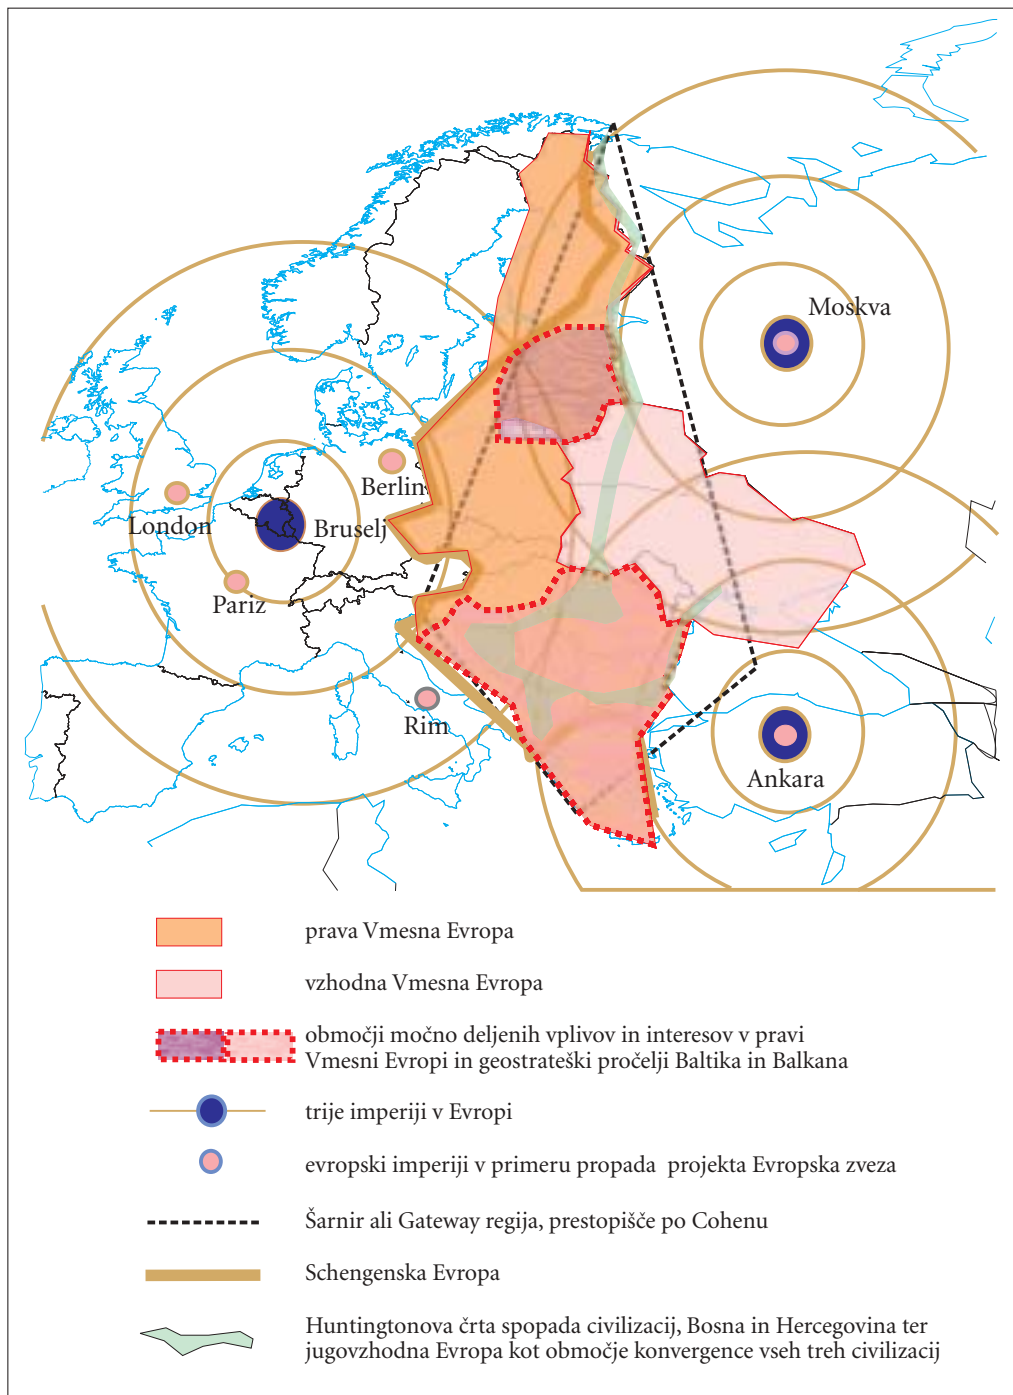 Moskva
Berlin
London
Bruselj
Pariz
Rim
Ankara
prava Vmesna Evropa
vzhodna Vmesna Evropa
območji močno deljenih vplivov in interesov v pravi
Vmesni Evropi in geostrateški pročelji Baltika in Balkana
trije imperiji v Evropi
evropski imperiji v primeru propada projekta Evropska zveza
Šarnir ali Gateway regija, prestopišče po Cohenu
Schengenska Evropa
Huntingtonova črta spopada civilizacij, Bosna in Hercegovina ter
jugovzhodna Evropa kot območje konvergence vseh treh civilizacij